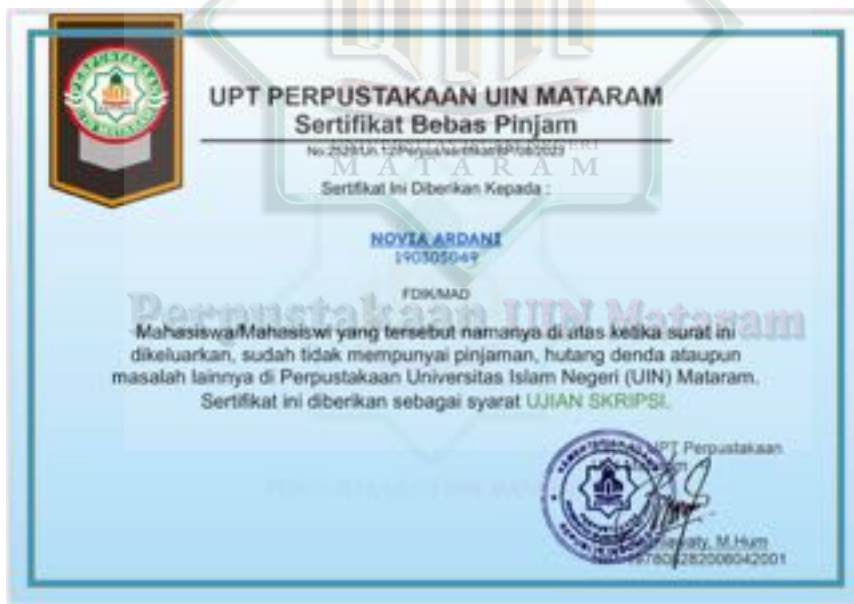 UPT PERPUSTAKAAN UIN MATARAM
Sertifikat Bebas Pinjam
Sertifikat Ini Diberikan Kepada :
NOVIA ARDANI
190305049
FDIK/MAD
Perpustakaan UIN Mataram
Mahasiswa/Mahasiswi yang tersebut namanya di atas ketika surat ini
dikeluarkan, sudah tidak mempunyai pinjaman, hutang denda ataupun
masalah lainnya di Perpustakaan Universitas Islam Negeri (UIN) Mataram.
Sertifikat ini diberikan sebagai syarat UJIAN SKRIPSI.
UPT Perpustakaan
M.Hum
MATARAM